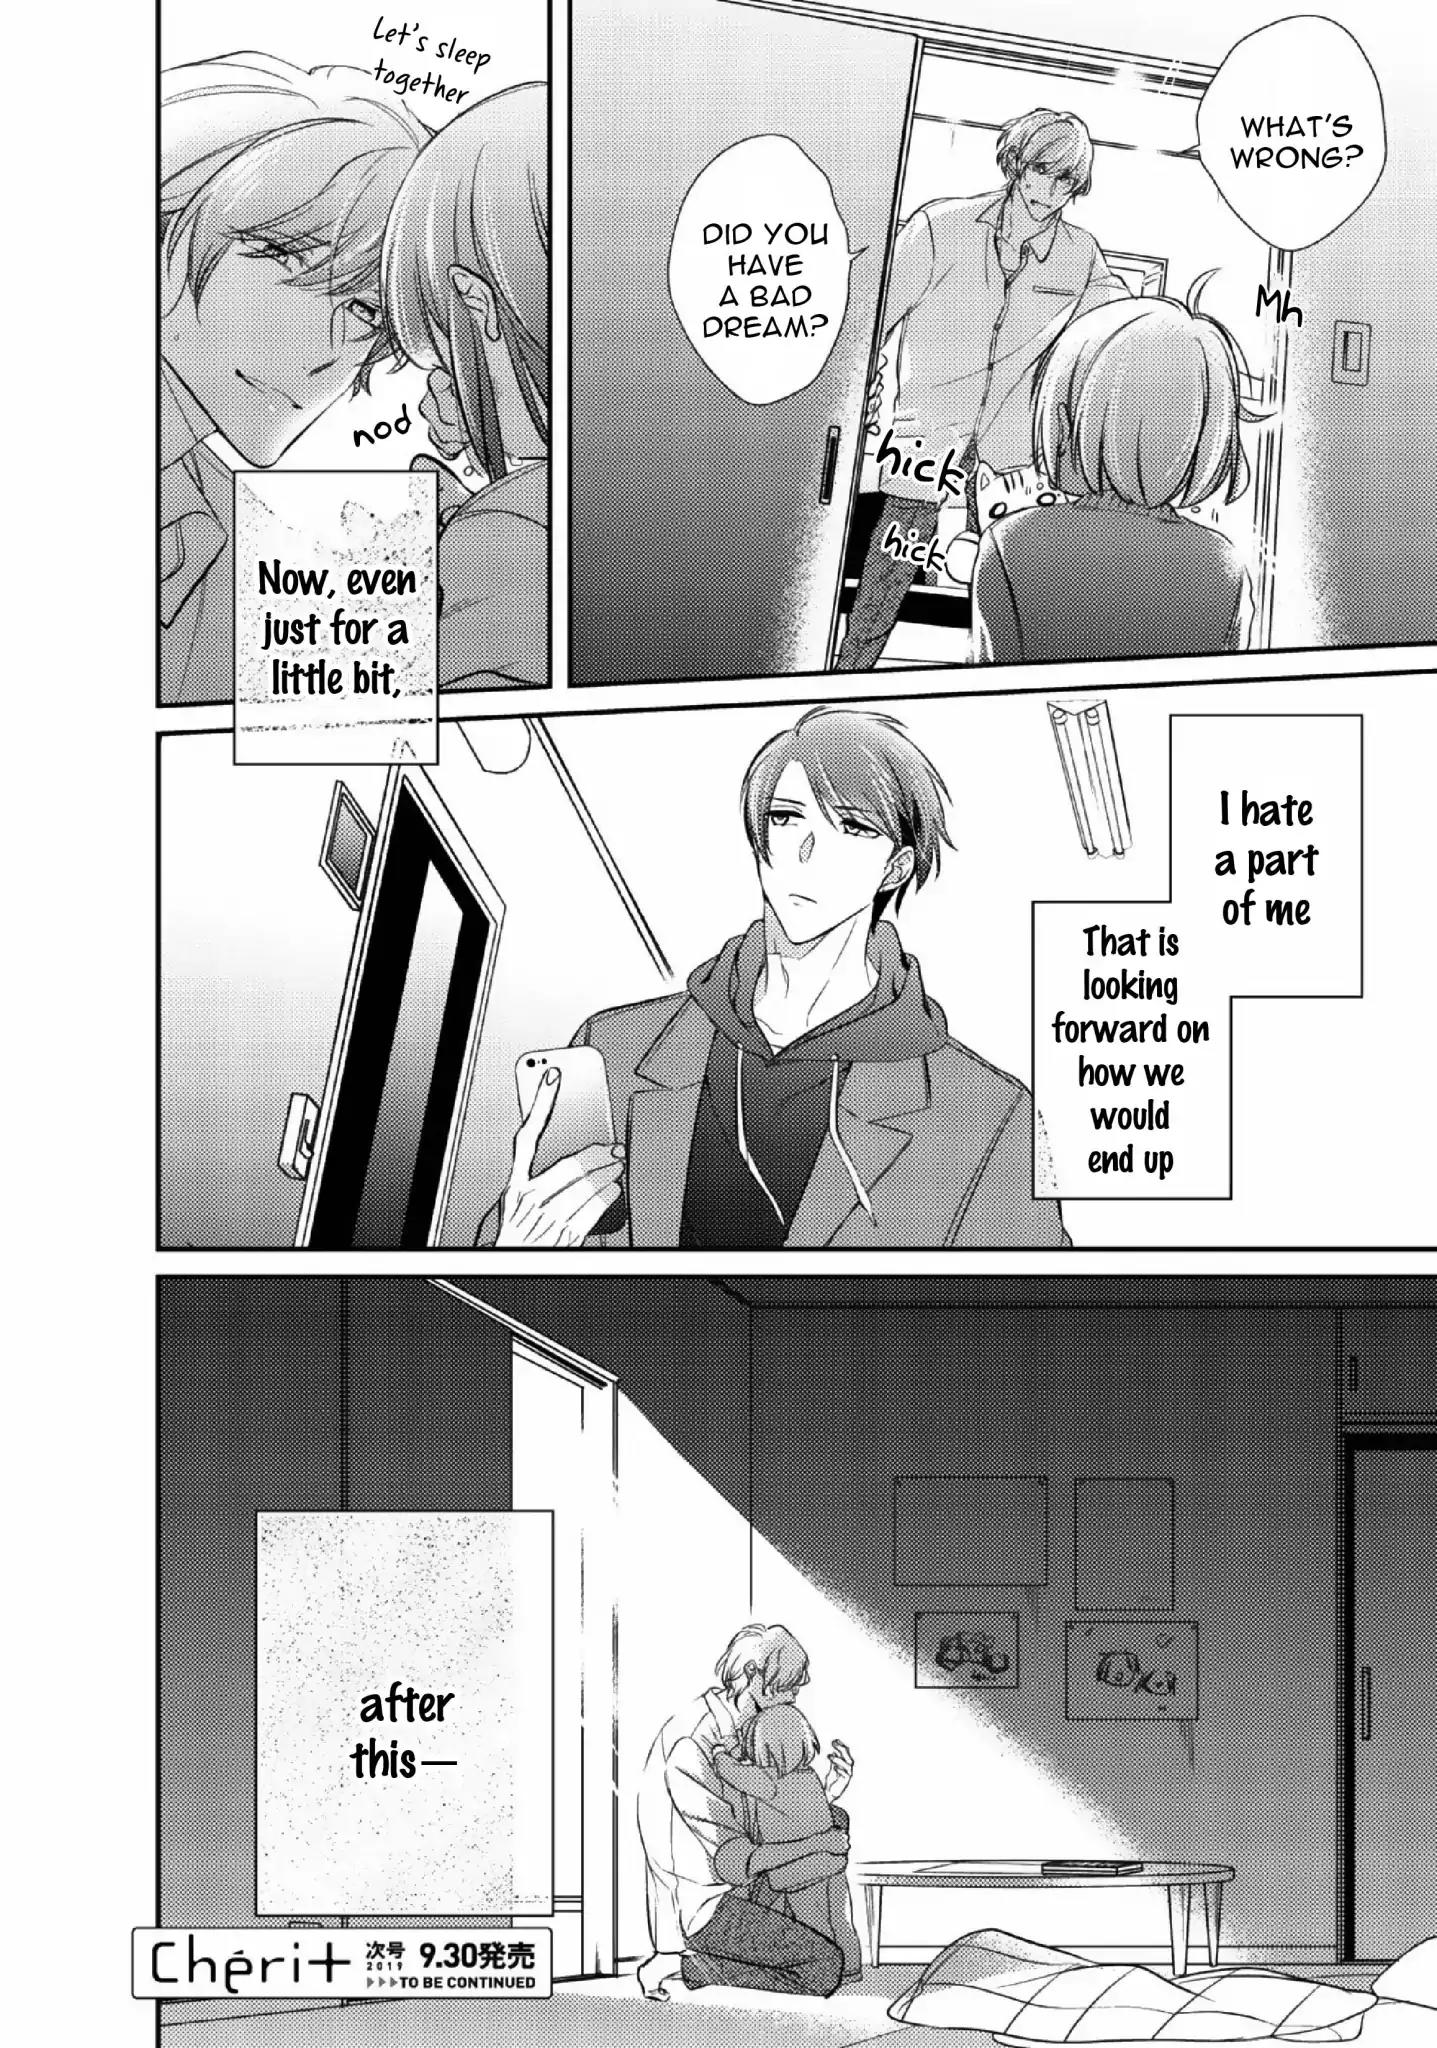 WHAT'S
WRONG?
Mh
DID YOU
HAVE
A BAD
DREAM?
hick
hick
Let's sleep
together
nod
Now, even
just for a
little bit,
I hate
a part
of me
That is
looking
forward on
how we
would
end up
after
this—
Chéri+ 次号 2019 9.30発売
▷▶▶TO BE CONTINUED